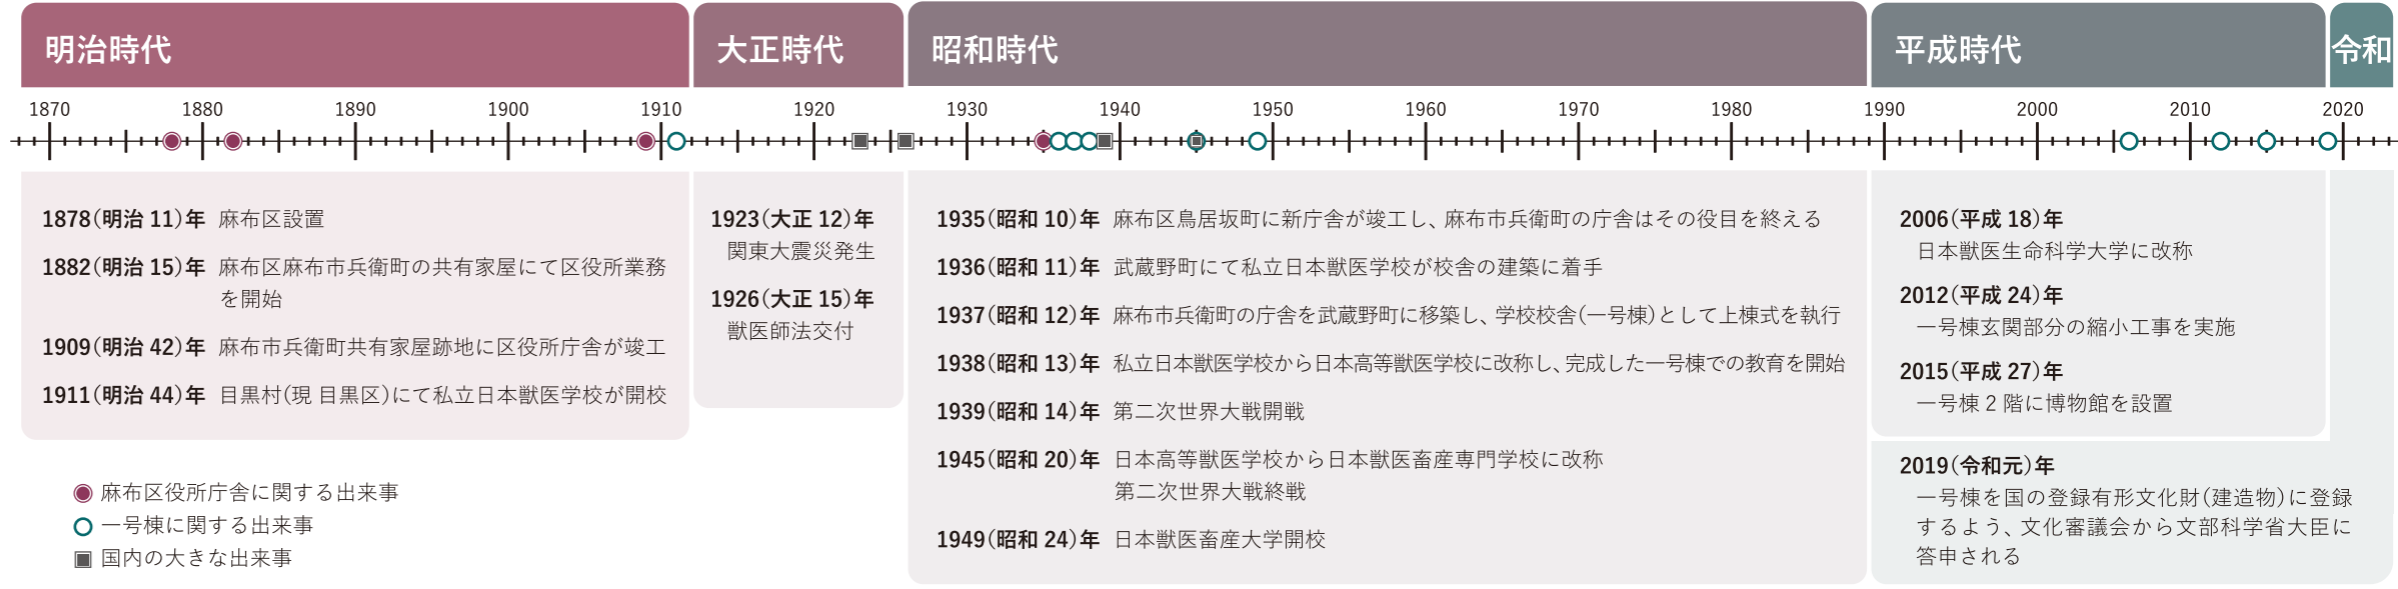 明治時代
大正時代
昭和時代
平成時代
令和
1870 1880 1890 1900 1910 1920 1930 1940 1950 1960 1970 1980 1990 2000 2010 2020
1878(明治 11)年 麻布区設置
1882(明治 15)年 麻布区麻布市兵衛町の共有家屋にて区役所業務
を開始
1909(明治 42)年 麻布市兵衛町共有家屋跡地に区役所庁舎が竣工
1911(明治 44)年 目黒村(現 目黒区)にて私立日本獣医学校が開校
1923(大正 12)年
関東大震災発生
1926(大正 15)年
獣医師法交付
1935(昭和 10)年 麻布区鳥居坂町に新庁舎が竣工し、麻布市兵衛町の庁舎はその役目を終える
1936(昭和 11)年 武蔵野町にて私立日本獣医学校が校舎の建築に着手
1937(昭和 12)年 麻布市兵衛町の庁舎を武蔵野町に移築し、学校校舎(一号棟)として上棟式を執行
1938(昭和 13)年 私立日本獣医学校から日本高等獣医学校に改称し、完成した一号棟での教育を開始
1939(昭和 14)年 第二次世界大戦開戦
1945(昭和 20)年 日本高等獣医学校から日本獣医畜産専門学校に改称
第二次世界大戦終戦
1949(昭和 24)年 日本獣医畜産大学開校
2006(平成 18)年
日本獣医生命科学大学に改称
2012(平成 24)年
一号棟玄関部分の縮小工事を実施
2015(平成 27)年
一号棟 2 階に博物館を設置
2019(令和元)年
一号棟を国の登録有形文化財(建造物)に登録
するよう、文化審議会から文部科学省大臣に
答申される
麻布区役所庁舎に関する出来事
一号棟に関する出来事
国内の大きな出来事